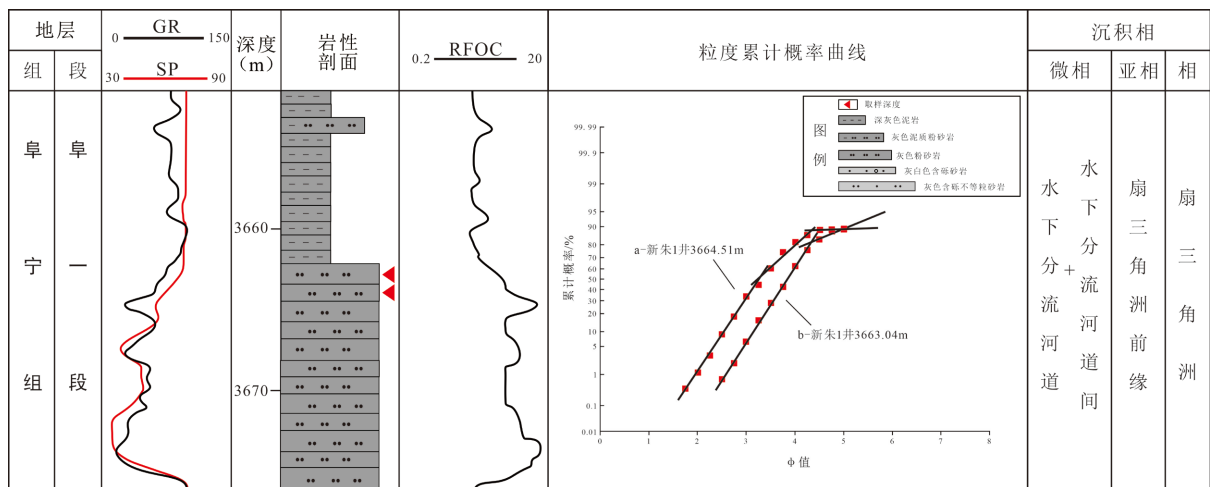 地层
组
段
0 GR 150
30 SP 90
深度
（m）
岩性
剖面
0.2 RFOC 20
粒度累计概率曲线
沉积相
微相
亚相
相
阜
宁
组
阜
一
段
3660
3670
图
例
取样深度
深灰色泥岩
灰色泥质粉砂岩
灰色粉砂岩
灰白色含砾砂岩
灰色含砾不等粒砂岩
累计概率/%
99.99
99.9
99
95
80
70
60
50
40
30
20
10
5
1
0.1
0.01
0 1 2 3 4 5 6 7 8
ϕ值
a-新朱1井3664.51m
b-新朱1井3663.04m
水下分流河道
+
水下分流河道间
扇三角洲前缘
扇三角洲